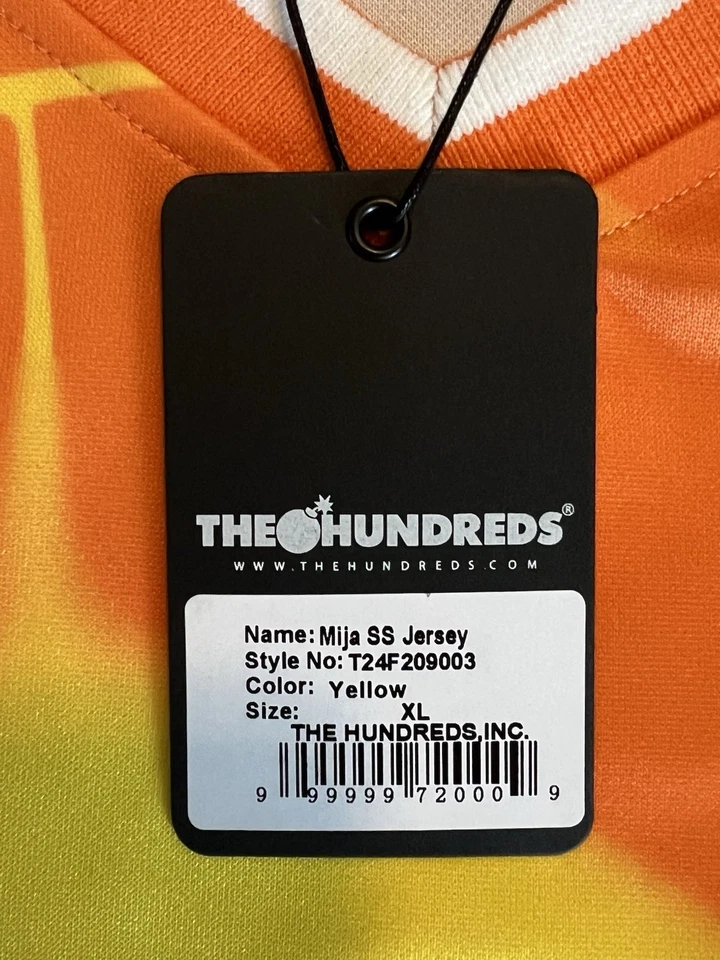 THE HUNDREDS®
WWW.THEHUNDREDS.COM
Name: Mija SS Jersey
Style No: T24F209003
Color: Yellow
Size: XL
THE HUNDREDS,INC.
9 99999 72000 9